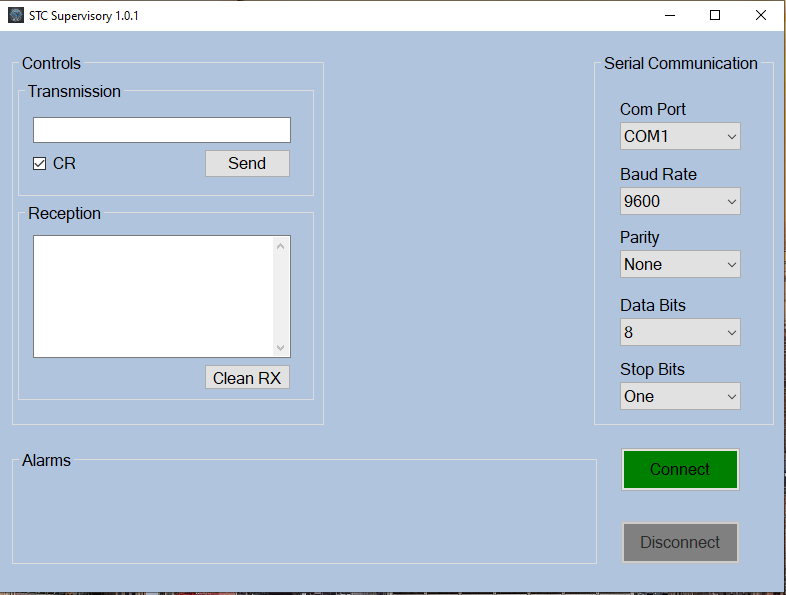 STC Supervisory 1.0.1
Controls
Transmission
CR
Send
Reception
Clean RX
Serial Communication
Com Port
COM1
Baud Rate
9600
Parity
None
Data Bits
8
Stop Bits
One
Alarms
Connect
Disconnect